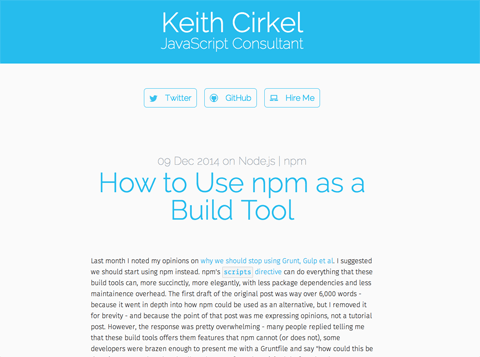 Keith Cirkel
JavaScript Consultant
Twitter
GitHub
Hire Me
09 Dec 2014 on Node.js | npm
How to Use npm as a
Build Tool
Last month I noted my opinions on why we should stop using Grunt, Gulp et al. I suggested
we should start using npm instead. npm's scripts directive can do everything that these
build tools can, more succinctly, more elegantly, with less package dependencies and less
maintainence overhead. The first draft of the original post was way over 6,000 words -
because it went in depth into how npm could be used as an alternative, but I removed it
for brevity - and because the point of that post was me expressing opinions, not a tutorial
post. However, the response was pretty overwhelming - many people replied telling me
that these build tools offers them features that npm cannot (or does not), some
developers were brazen enough to present me with a Gruntfile and say "how could this be